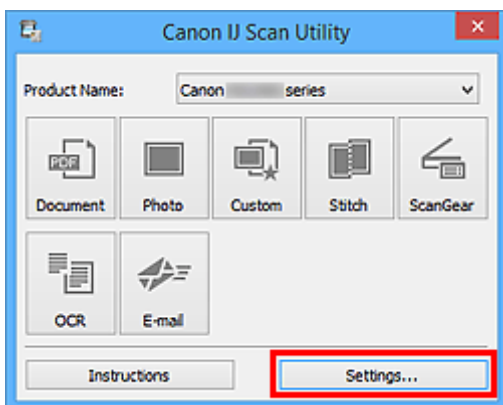 Canon IJ Scan Utility
Product Name: Canon series
PDF
Document Photo Custom Stitch ScanGear
OCR E-mail
Instructions Settings...